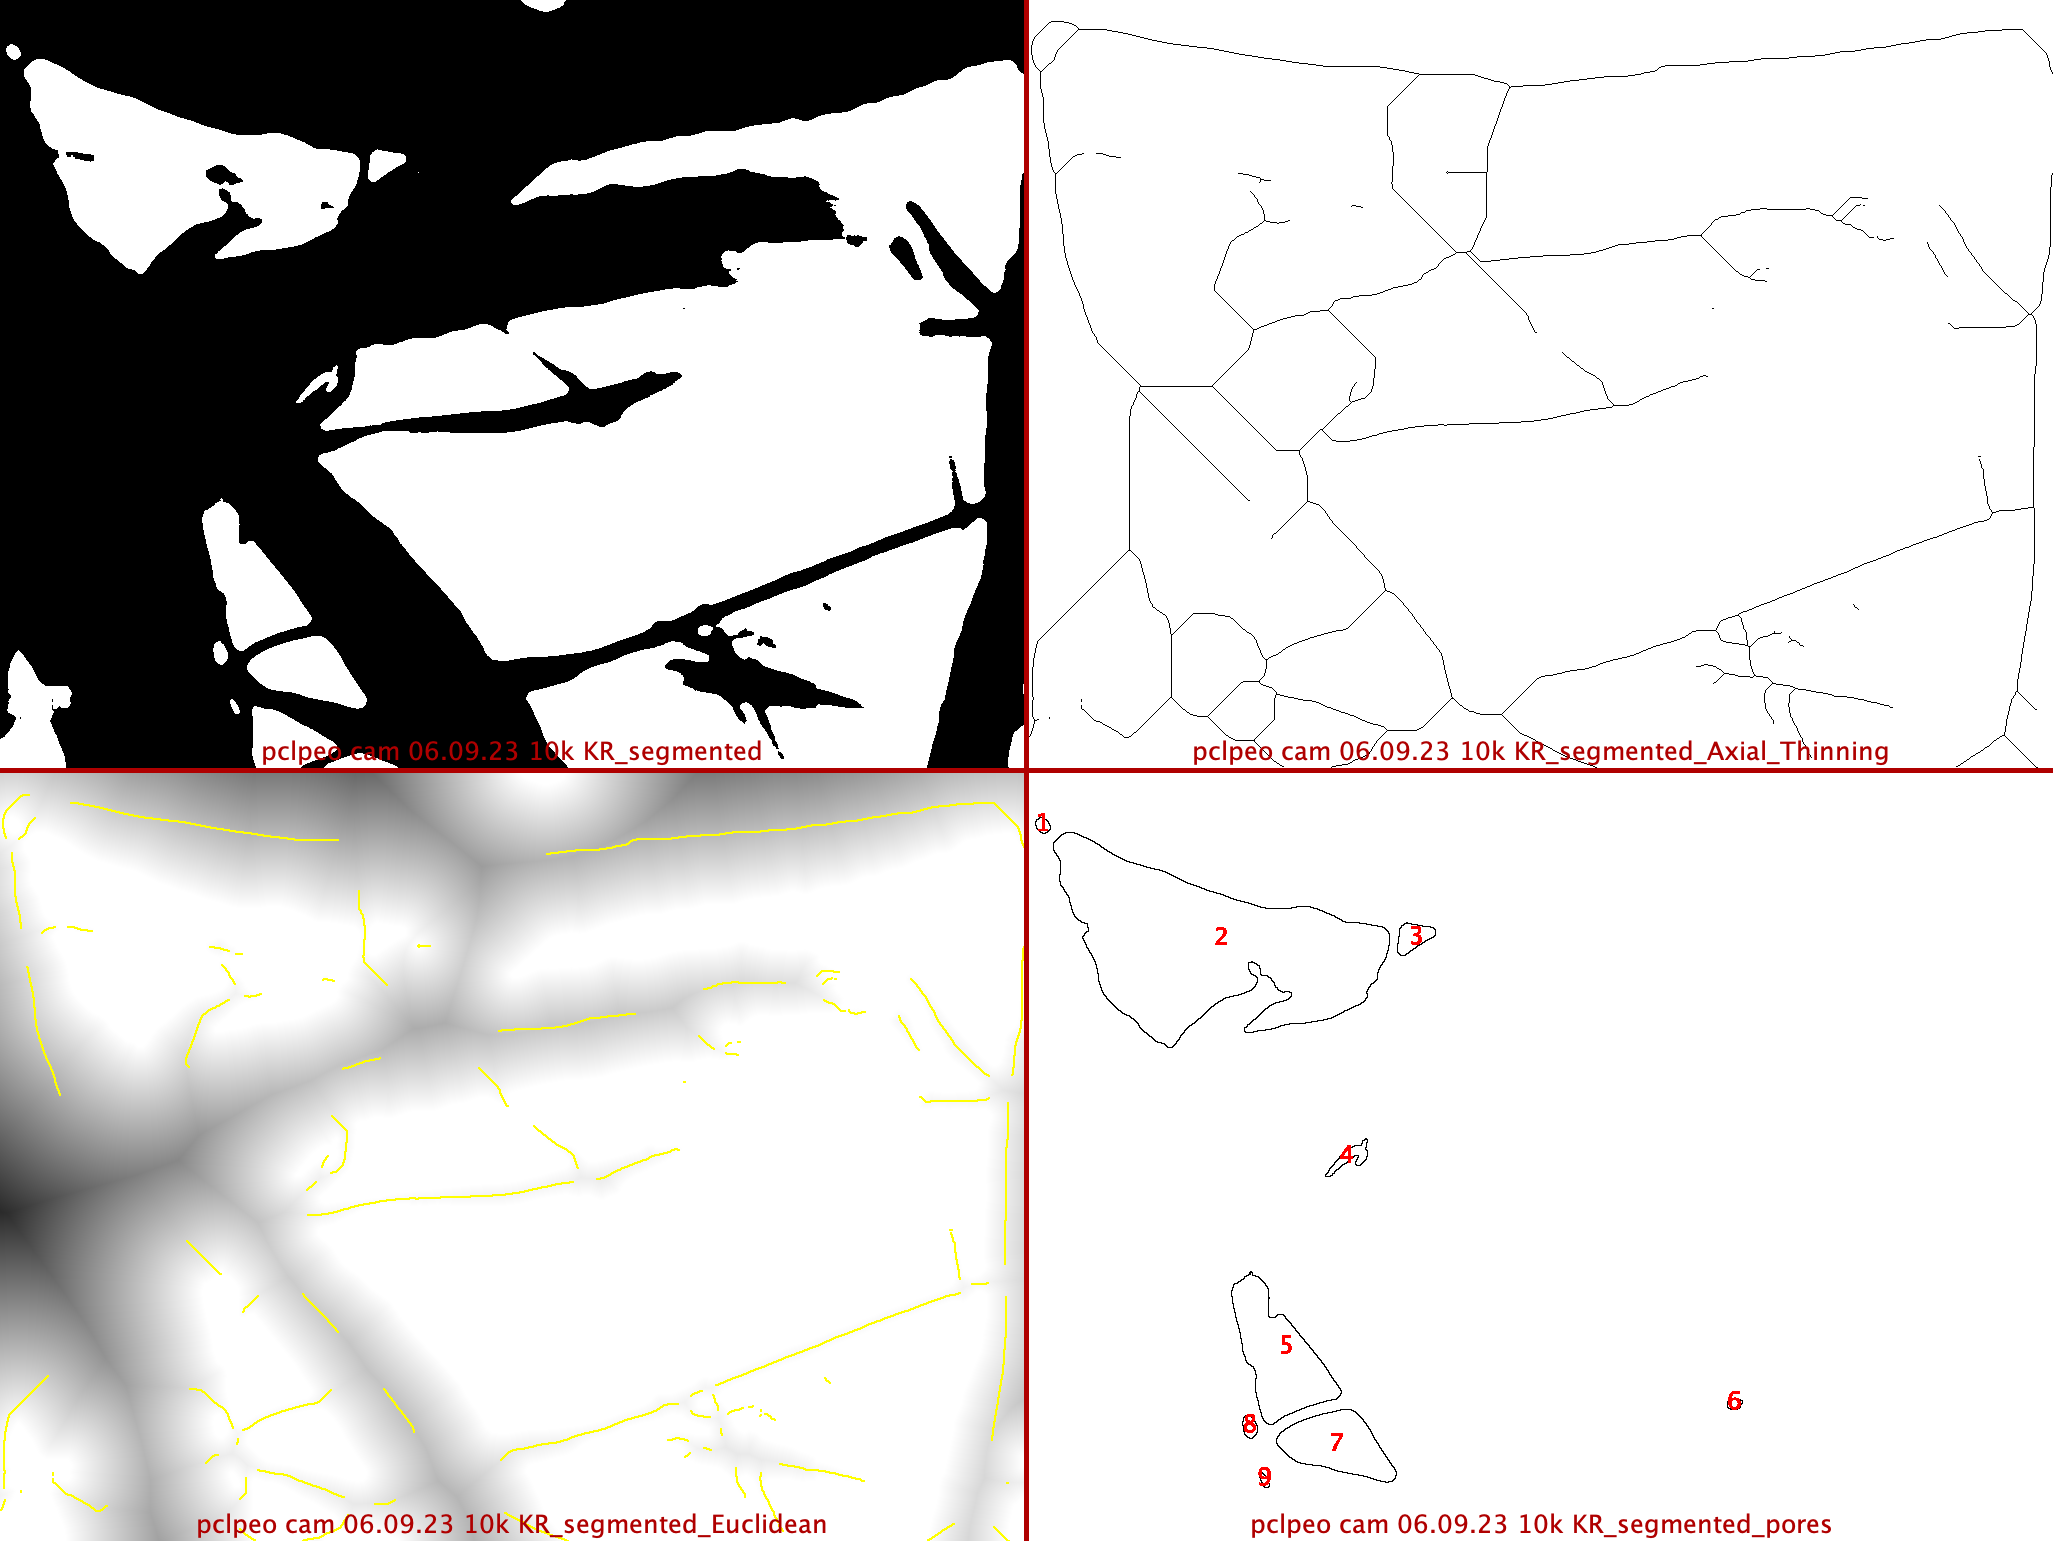 pclpeo cam 06.09.23 10k KR_segmented
pclpeo cam 06.09.23 10k KR_segmented_Axial_Thinning
pclpeo cam 06.09.23 10k KR_segmented_Euclidean
1
2
3
4
5
6
8
7
9
pclpeo cam 06.09.23 10k KR_segmented_pores